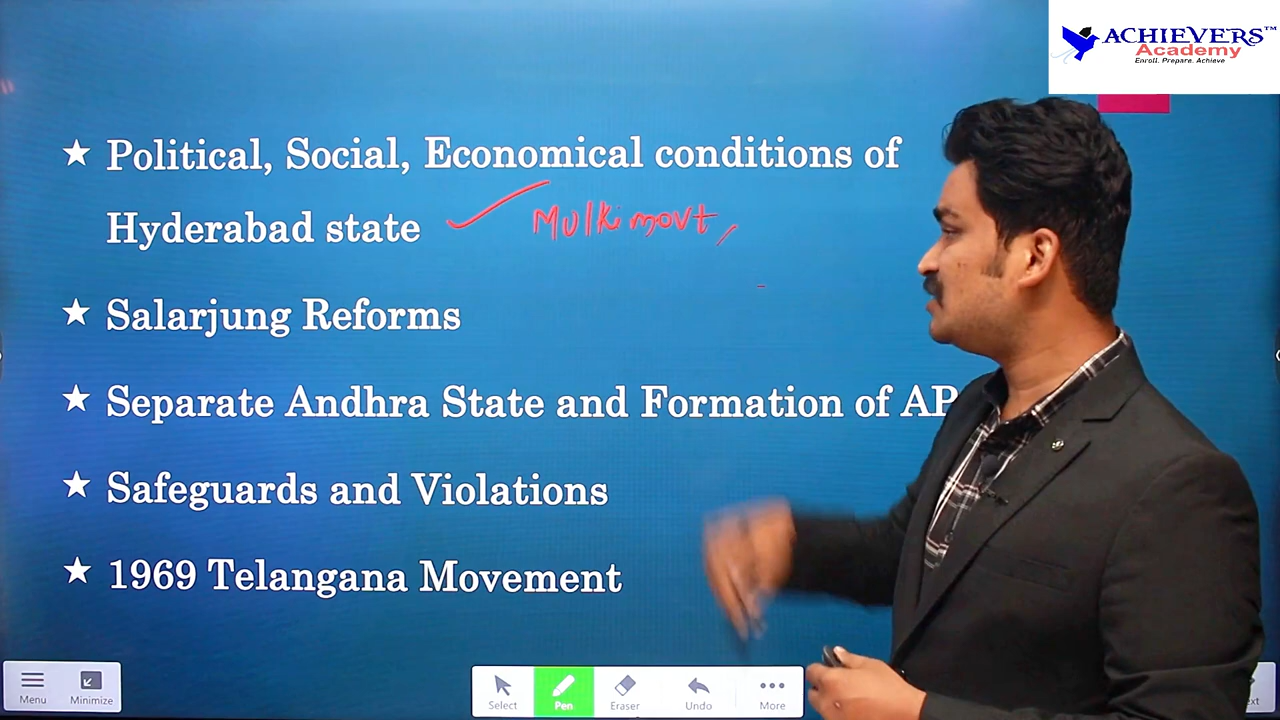 ACHIEVERS™
Academy
Enroll. Prepare. Achieve
★ Political, Social, Economical conditions of
Hyderabad state ✓ Mulki movt,
★ Salarjung Reforms
★ Separate Andhra State and Formation of AP
★ Safeguards and Violations
★ 1969 Telangana Movement
Menu Minimize Select Pen Eraser Undo More